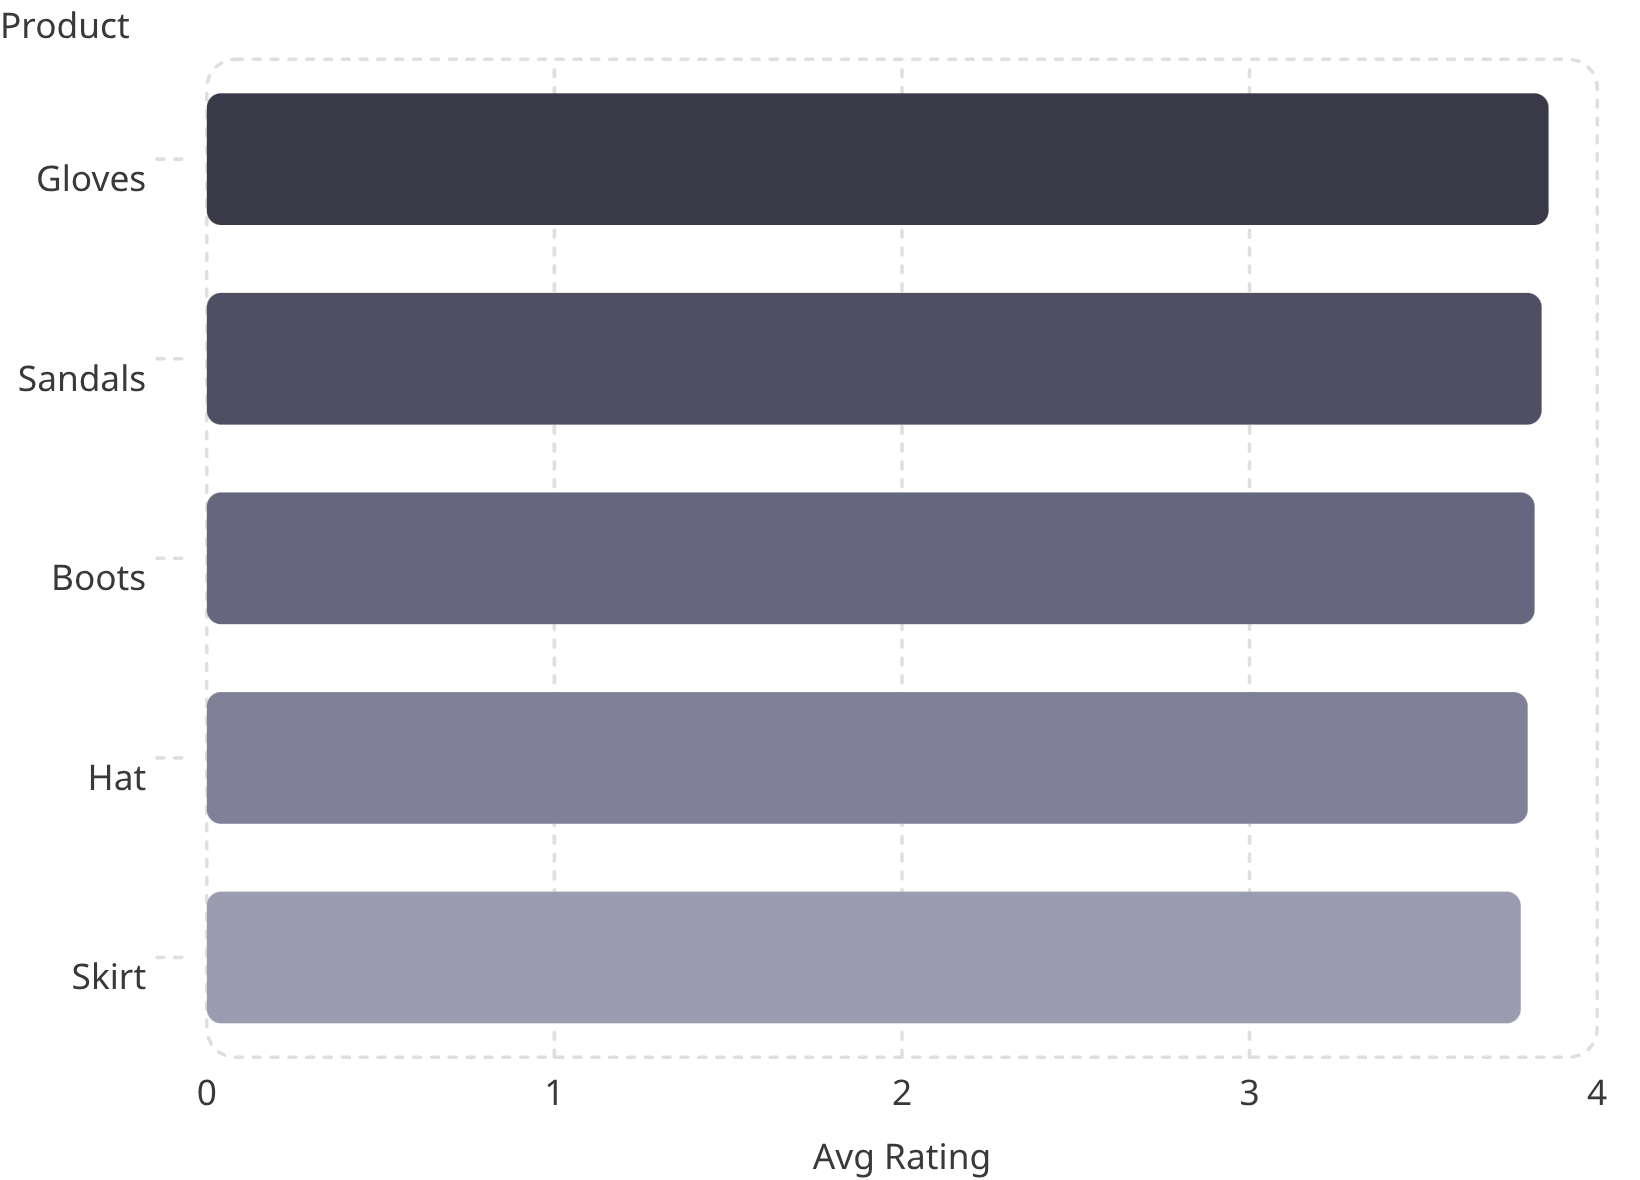 Product
Gloves
Sandals
Boots
Hat
Skirt
0 1 2 3 4
Avg Rating